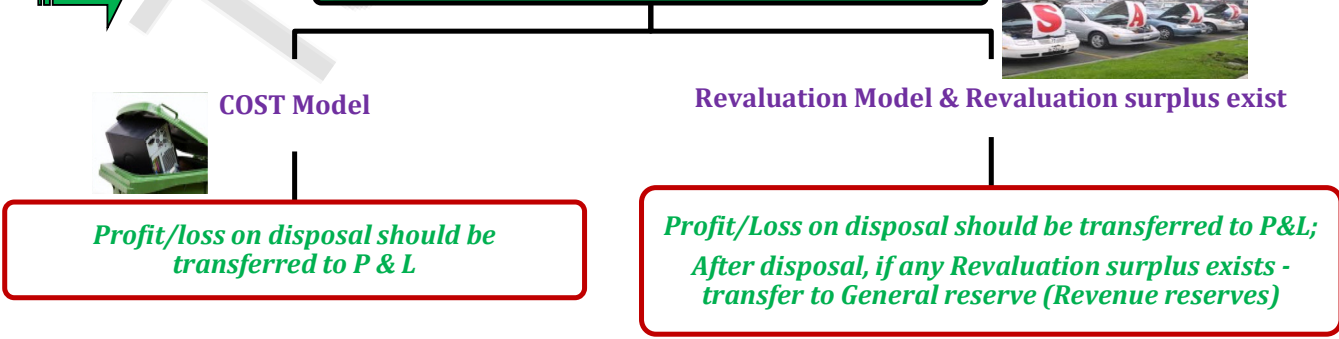 S A L E
COST Model
Revaluation Model & Revaluation surplus exist
Profit/loss on disposal should be
transferred to P & L
Profit/Loss on disposal should be transferred to P&L;
After disposal, if any Revaluation surplus exists -
transfer to General reserve (Revenue reserves)